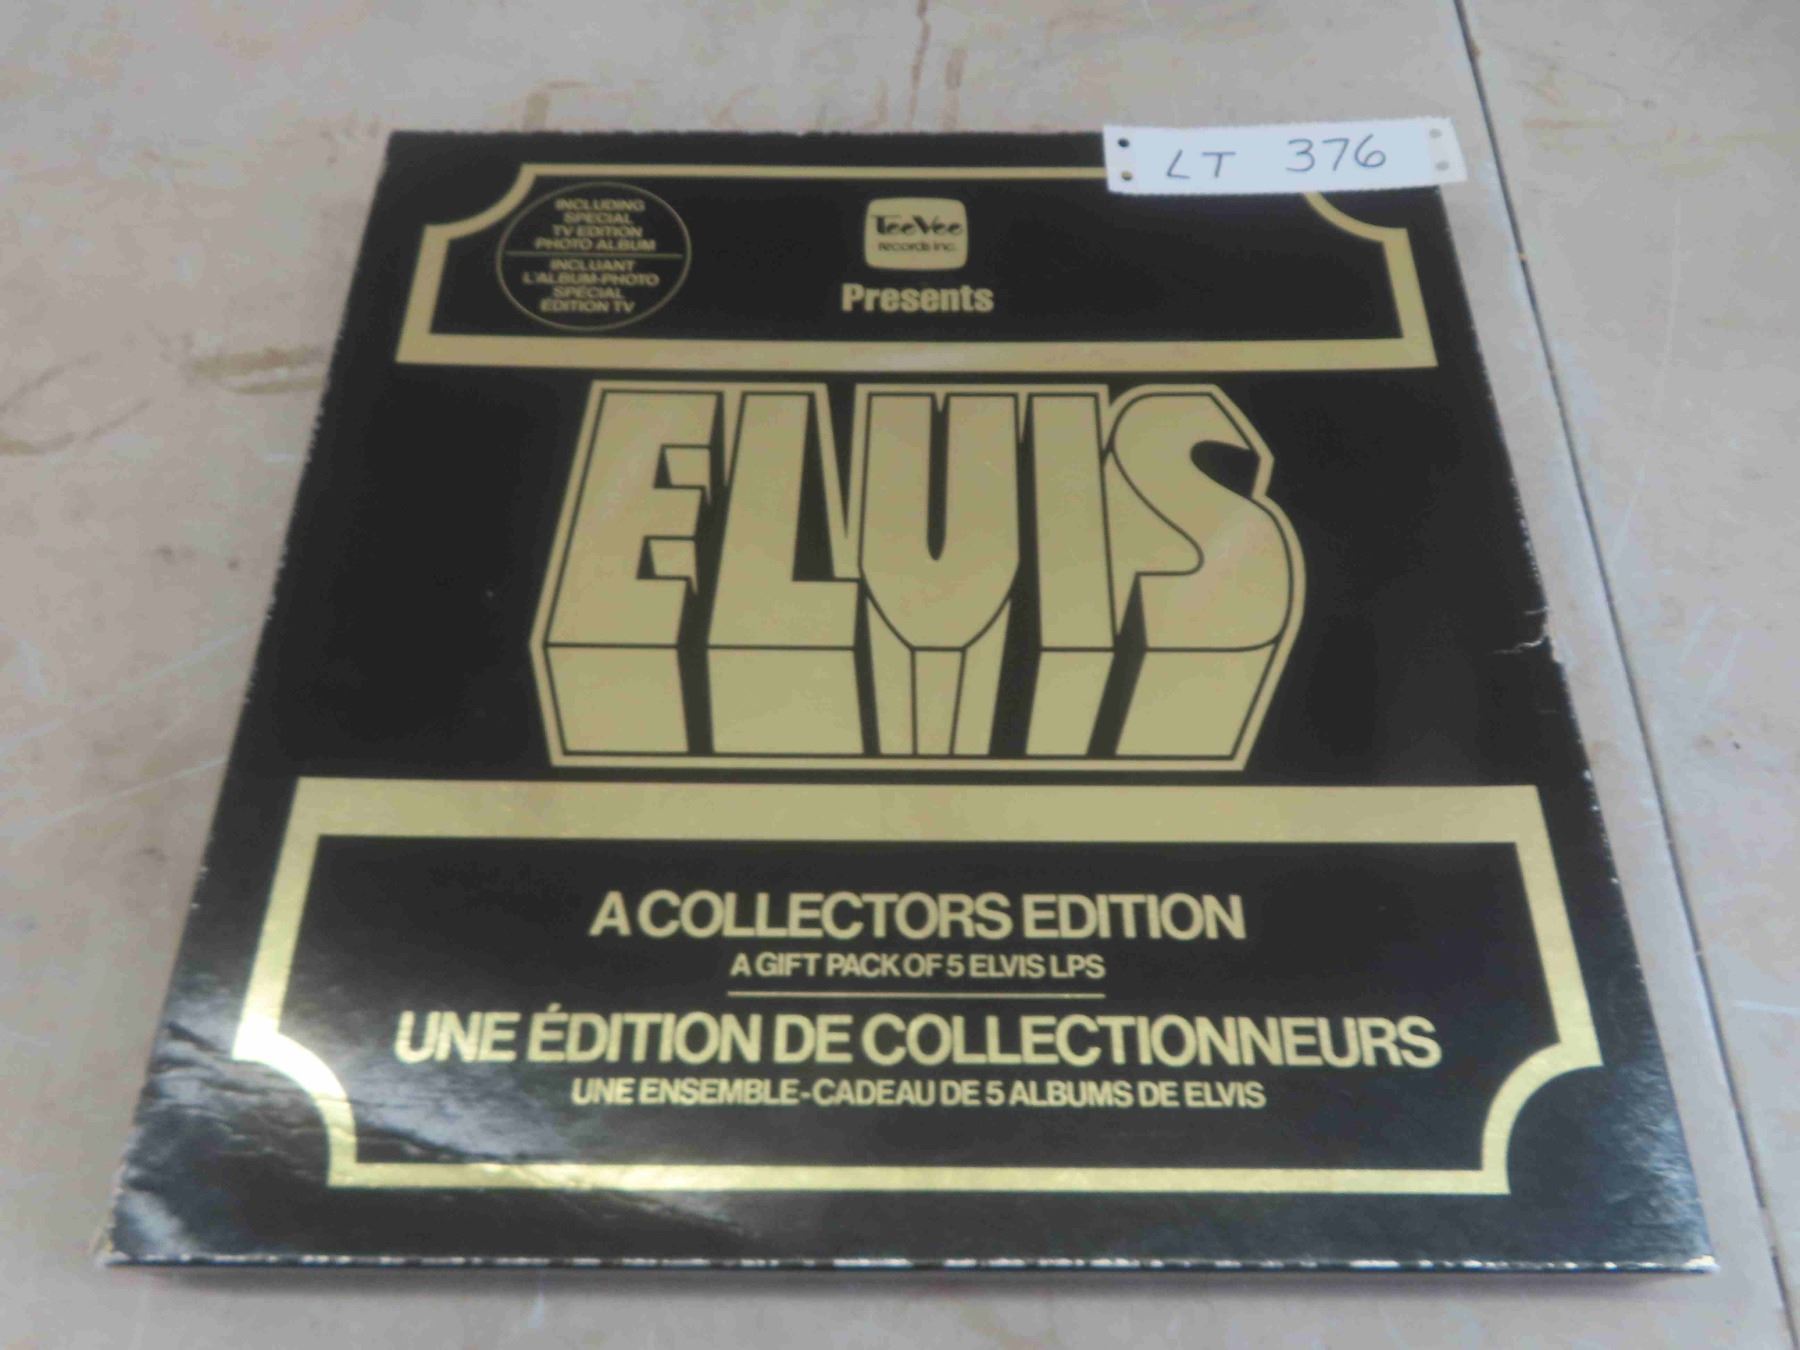 LT 376
INCLUDING
SPECIAL
TV EDITION
PHOTO ALBUM
INCLUANT
L'ALBUM-PHOTO
SPÉCIAL
ÉDITION TV
TeeVee
records inc.
Presents
ELVIS
A COLLECTORS EDITION
A GIFT PACK OF 5 ELVIS LPS
UNE ÉDITION DE COLLECTIONNEURS
UNE ENSEMBLE-CADEAU DE 5 ALBUMS DE ELVIS